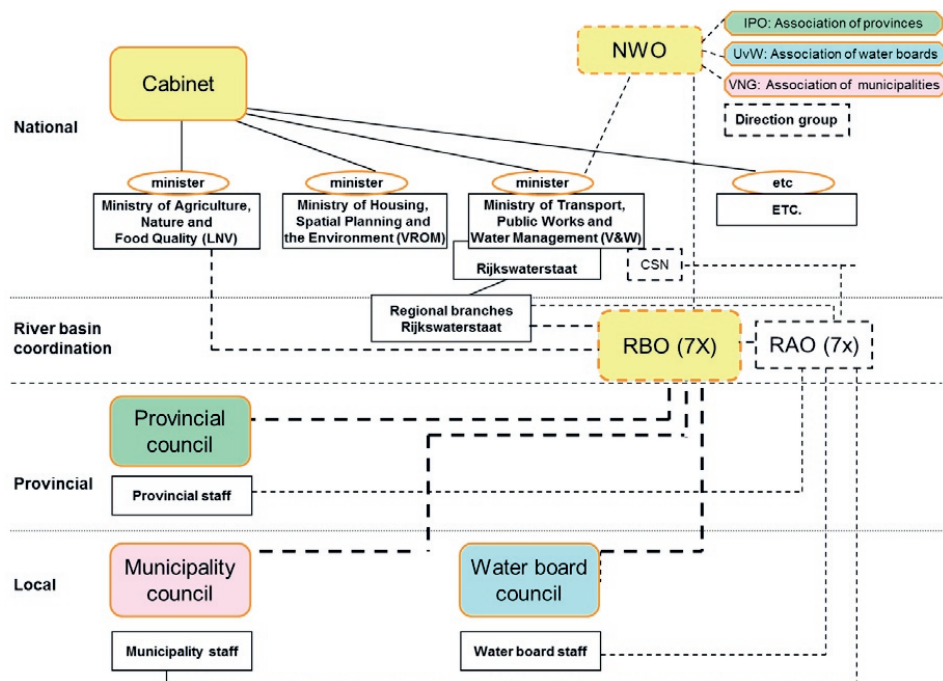 IPO: Association of provinces
NWO
UvW: Association of water boards
Cabinet
VNG: Association of municipalities
National
Direction group
minister
minister
minister
etc
Ministry of Agriculture,
Nature and
Food Quality (LNV)
Ministry of Housing,
Spatial Planning and
the Environment (VROM)
Ministry of Transport,
Public Works and
Water Management (V&W)
ETC.
Rijkswaterstaat
CSN
Regional branches
Rijkswaterstaat
River basin
coordination
RBO (7X)
RAO (7x)
Provincial
council
Provincial
Provincial staff
Local
Municipality
council
Water board
council
Municipality staff
Water board staff